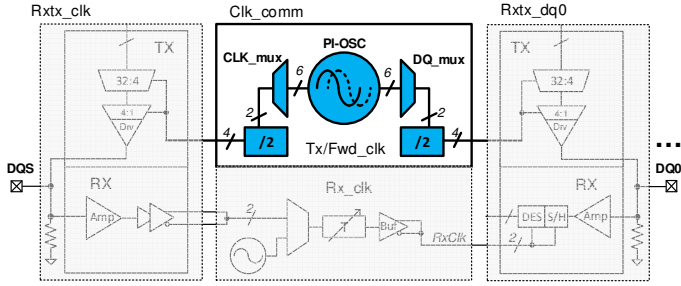 Rxtx_clk
Clk_comm
Rxtx_dq0
TX
CLK_mux
PI-OSC
DQ_mux
TX
32:4
6
6
32:4
4:1
Drv
2
2
4:1
Drv
4
/2
Tx/Fwd_clk
/2
4
...
DQS
RX
Rx_clk
RX
DQ0
Amp
2
T
Buf
RxClk
DES
S/H
Amp
2